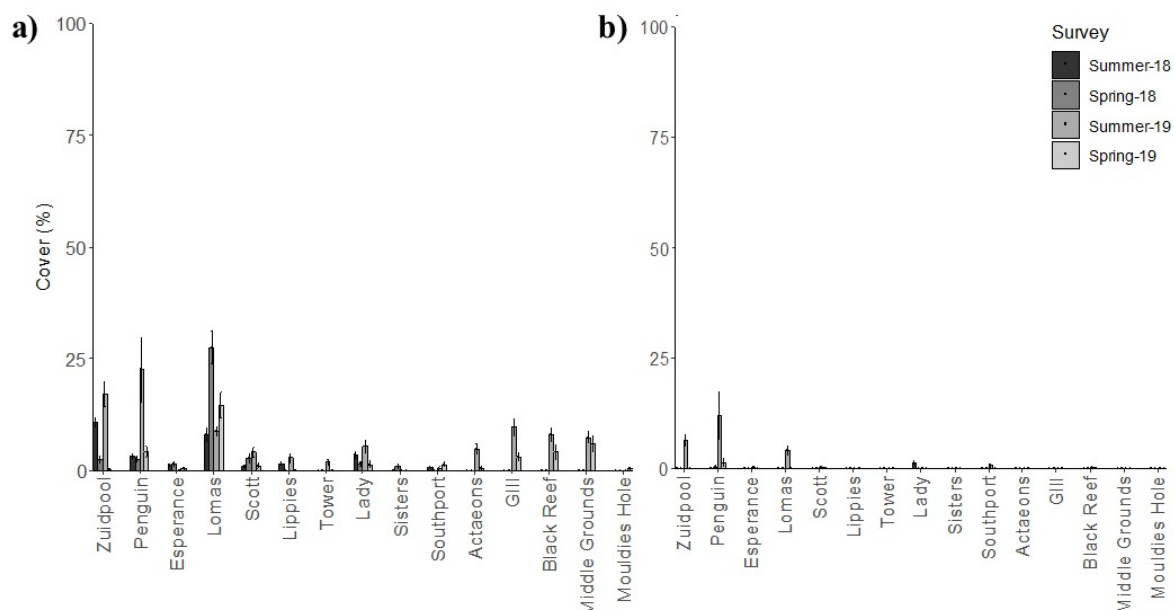 a)
Cover (%)
100
75
50
25
0
Zuidpool
Penguin
Esperance
Lomas
Scott
Lippies
Tower
Lady
Sisters
Southport
Actaeons
Gill
Black Reef
Middle Grounds
Mouldies Hole
b)
100
75
50
25
0
Zuidpool
Penguin
Esperance
Lomas
Scott
Lippies
Tower
Lady
Sisters
Southport
Actaeons
Gill
Black Reef
Middle Grounds
Mouldies Hole
Survey
Summer-18
Spring-18
Summer-19
Spring-19